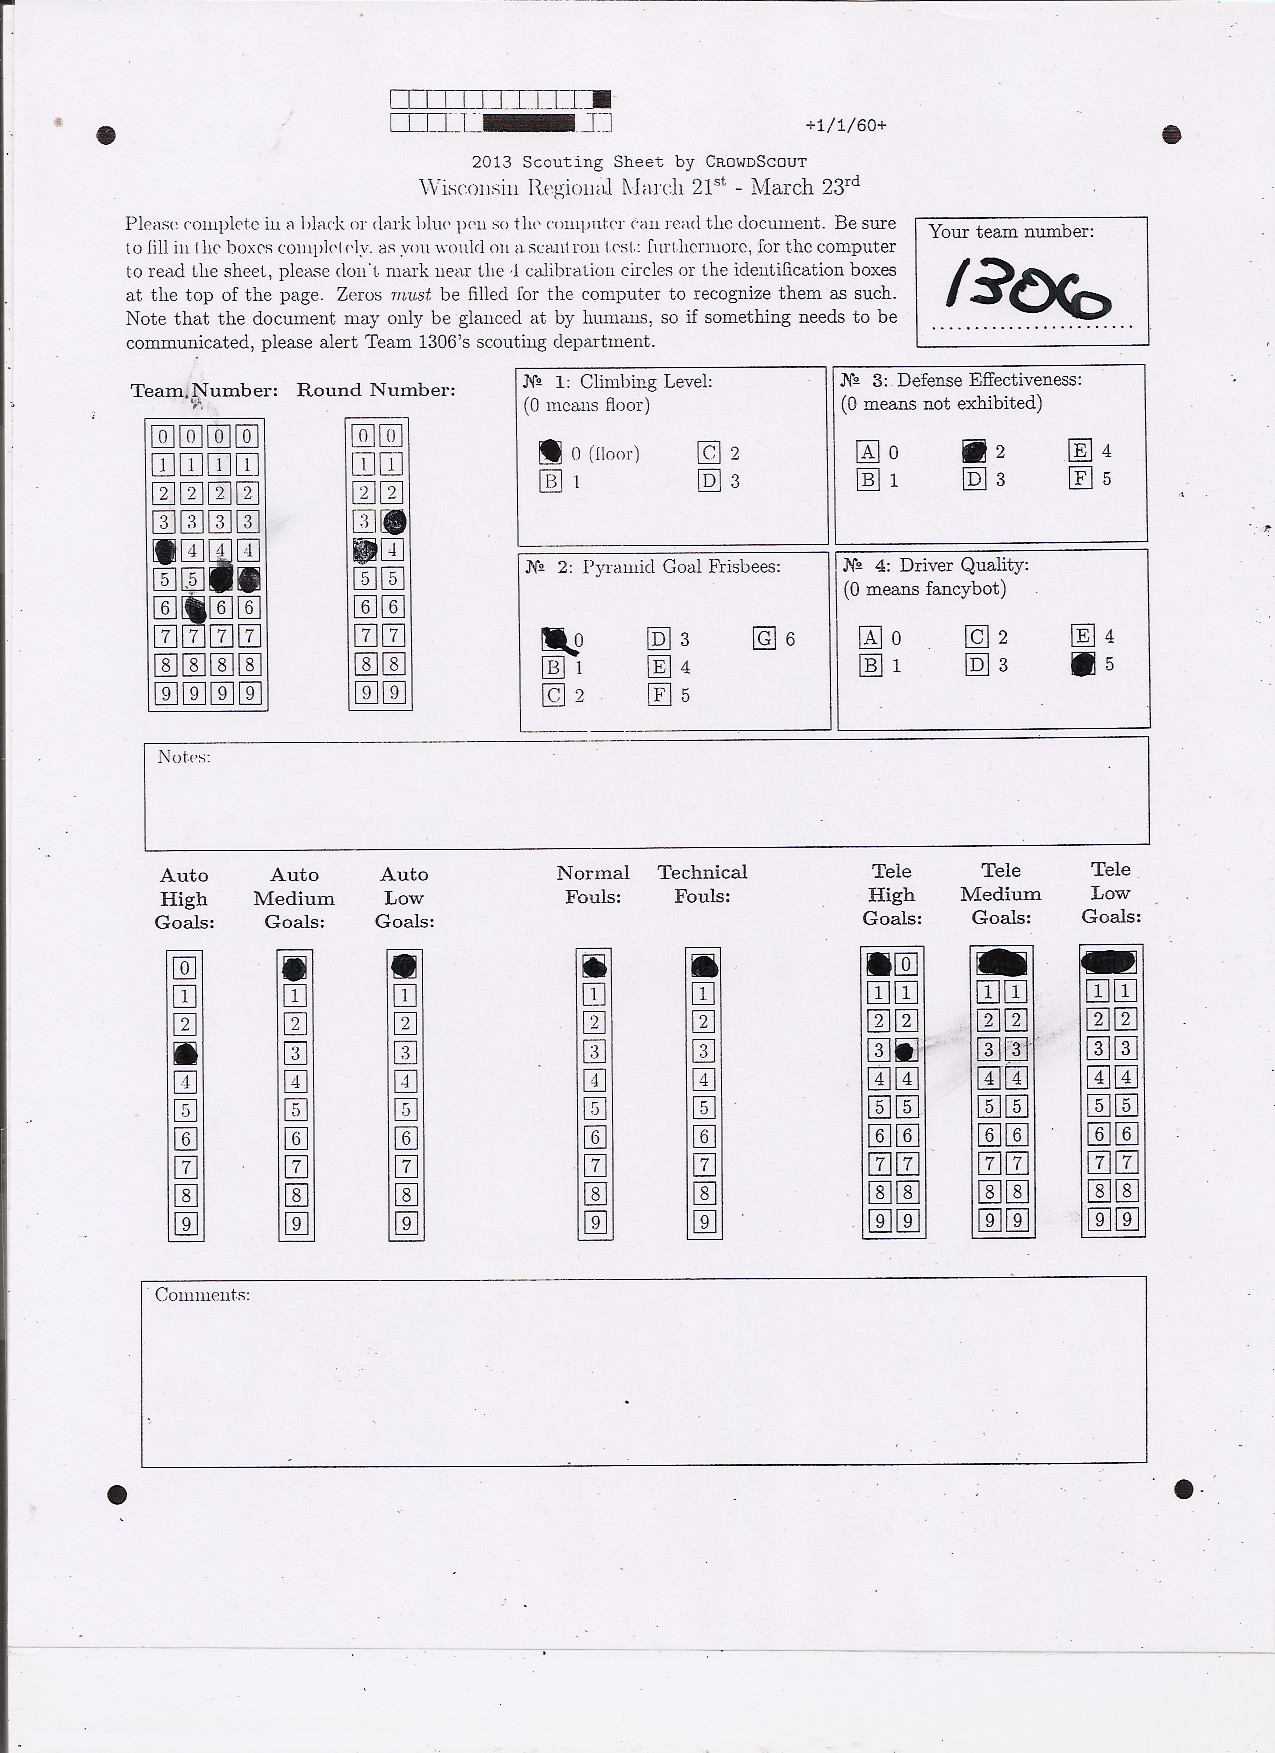 +1/1/60+
2013 Scouting Sheet by CrowdScout
Wisconsin Regional March 21st - March 23rd
Please complete in a black or dark blue pen so the computer can read the document. Be sure
to fill in the boxes completely, as you would on a scantron test; furthermore, for the computer
to read the sheet, please don't mark near the 4 calibration circles or the identification boxes
at the top of the page. Zeros must be filled for the computer to recognize them as such.
Note that the document may only be glanced at by humans, so if something needs to be
communicated, please alert Team 1306's scouting department.
Your team number:
1306
Team Number:
0 0 0 0
1 1 1 1
2 2 2 2
3 3 3 3
4 4 4
5 5
6 6 6
7 7 7 7
8 8 8 8
9 9 9 9
Round Number:
0 0
1 1
2 2
3
4
5 5
6 6
7 7
8 8
9 9
№ 1: Climbing Level:
(0 means floor)
0 (floor) C 2
B 1 D 3
№ 3: Defense Effectiveness:
(0 means not exhibited)
A 0 2 E 4
B 1 D 3 F 5
№ 2: Pyramid Goal Frisbees:
0 D 3 G 6
B 1 E 4
C 2 F 5
№ 4: Driver Quality:
(0 means fancybot)
A 0 C 2 E 4
B 1 D 3 5
Notes:
Auto
High
Goals:
0
1
2
4
5
6
7
8
9
Auto
Medium
Goals:
1
2
3
4
5
6
7
8
9
Auto
Low
Goals:
1
2
3
4
5
6
7
8
9
Normal
Fouls:
1
2
3
4
5
6
7
8
9
Technical
Fouls:
1
2
3
4
5
6
7
8
9
Tele
High
Goals:
0
1 1
2 2
3
4 4
5 5
6 6
7 7
8 8
9 9
Tele
Medium
Goals:
1 1
2 2
3 3
4 4
5 5
6 6
7 7
8 8
9 9
Tele
Low
Goals:
1 1
2 2
3 3
4 4
5 5
6 6
7 7
8 8
9 9
Comments: